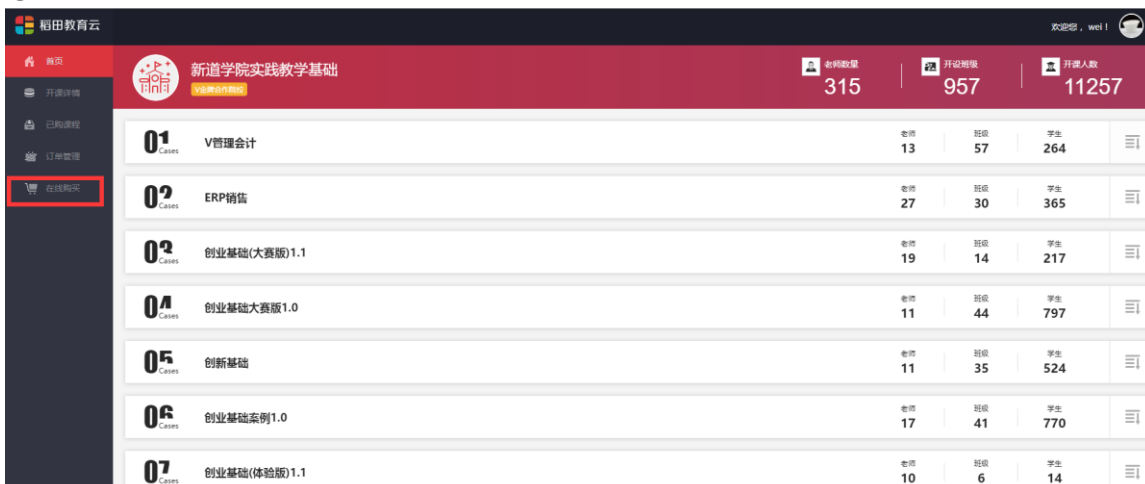 稻田教育云
欢迎您，wei！
首页
开课详情
已购课程
订单管理
在线购买
新道学院实践教学基础
V金牌合作院校
老师数量
315
开设班级
957
开课人数
11257
01 Cases V管理会计 老师 13 班级 57 学生 264
02 Cases ERP销售 老师 27 班级 30 学生 365
03 Cases 创业基础(大赛版)1.1 老师 19 班级 14 学生 217
04 Cases 创业基础大赛版1.0 老师 11 班级 44 学生 797
05 Cases 创新基础 老师 11 班级 35 学生 524
06 Cases 创业基础案例1.0 老师 17 班级 41 学生 770
07 Cases 创业基础(体验版)1.1 老师 10 班级 6 学生 14